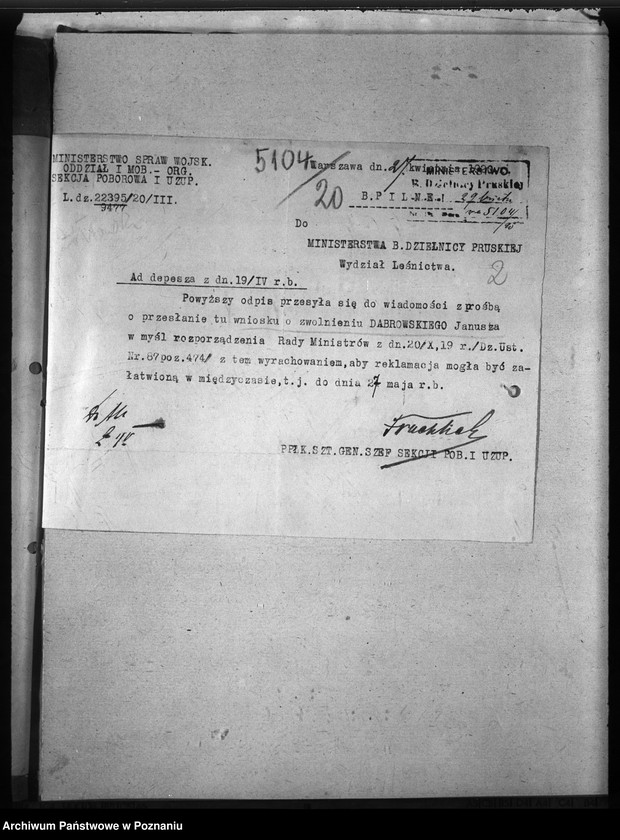 MINISTERSTWO SPRAW WOJSK.
ODDZIAŁ I MOB.- ORG.
SEKCJA POBOROWA I UZUP.
L.dz.22395/20/III.
9477
5104/20
Warszawa dn. 27 kwietnia
MINISTERSTWO
B. Dzielnicy Pruskiej
B.P I L N E !
5104
Do
MINISTERSTWA B.DZIELNICY PRUSKIEJ
Wydział Leśnictwa.
2
Ad depesza z dn.19/IV r.b.
Powyższy odpis przesyła się do wiadomości z prośbą
o przesłanie tu wniosku o zwolnieniu DĄBROWSKIEGO Janusza
w myśl rozporządzenia Rady Ministrów z dn.20/X,19 r./Dz.Ust.
Nr.87poz.474/ z tem wyrachowaniem,aby reklamacja mogła być za-
łatwioną w międzyczasie,t.j. do dnia 27 maja r.b.
PPŁK.SZT.GEN.SZEF SEKCJI POB.I UZUP.
Archiwum Państwowe w Poznaniu